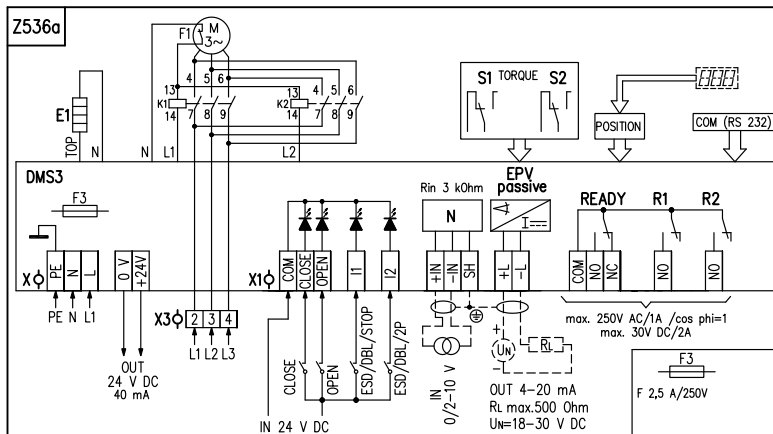 Z536a
F1
M
3~
4 5 6
13
K1
14
7 8 9
13
K2
14
4 5 6
7 8 9
E1
TOP
N
N
L1
L2
S1 TORQUE S2
POSITION
COM (RS 232)
DMS3
F3
Rin 3 kOhm
N
EPV
passive
I
READY R1 R2
X
PE
N
L
0 V
+24V
X1
COM
CLOSE
OPEN
I1
I2
+IN
-IN
SH
+L
-L
COM
NO
NC
NO
NO
PE N L1
X3
2 3 4
L1 L2 L3
OUT
24 V DC
40 mA
CLOSE
OPEN
ESD/DBL/STOP
ESD/DBL/2P
IN 24 V DC
IN
0/2-10 V
+
UN
-
RL
OUT 4-20 mA
RL max.500 Ohm
UN=18-30 V DC
max. 250V AC/1A /cos phi=1
max. 30V DC/2A
F3
F 2,5 A/250V